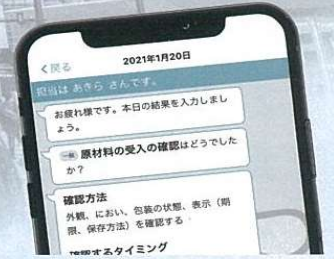 く戻る
2021年1月20日
担当は あきら さんです。
お疲れ様です。本日の結果を入力しまし
ょう。
一般 原材料の受入の確認はどうでした
か？
確認方法
外観、におい、包装の状態、表示（期
限、保存方法）を確認する
確認するタイミング